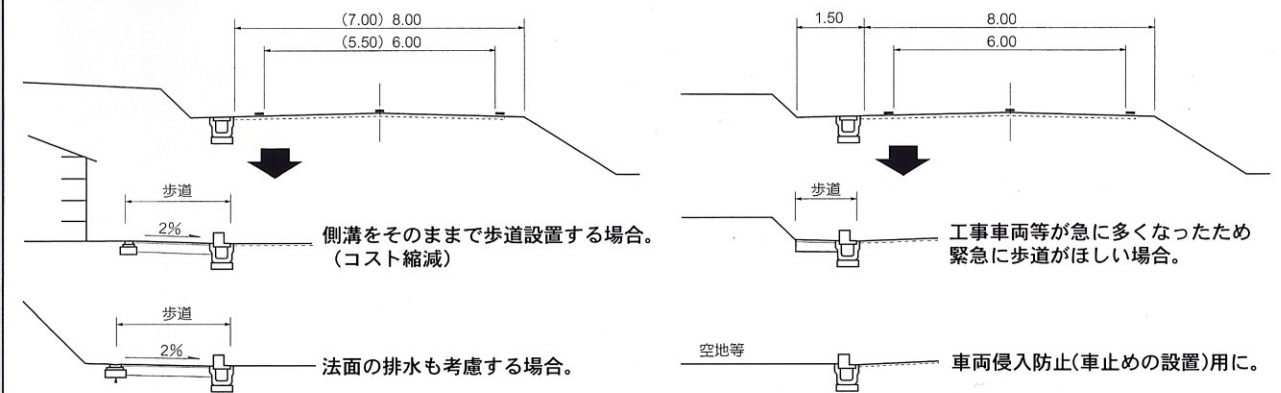 (7.00) 8.00
(5.50) 6.00
歩道
2%
側溝をそのままで歩道設置する場合。
(コスト縮減)
歩道
2%
法面の排水も考慮する場合。
1.50
8.00
6.00
歩道
工事車両等が急に多くなったため
緊急に歩道がほしい場合。
空地等
車両侵入防止(車止めの設置)用に。